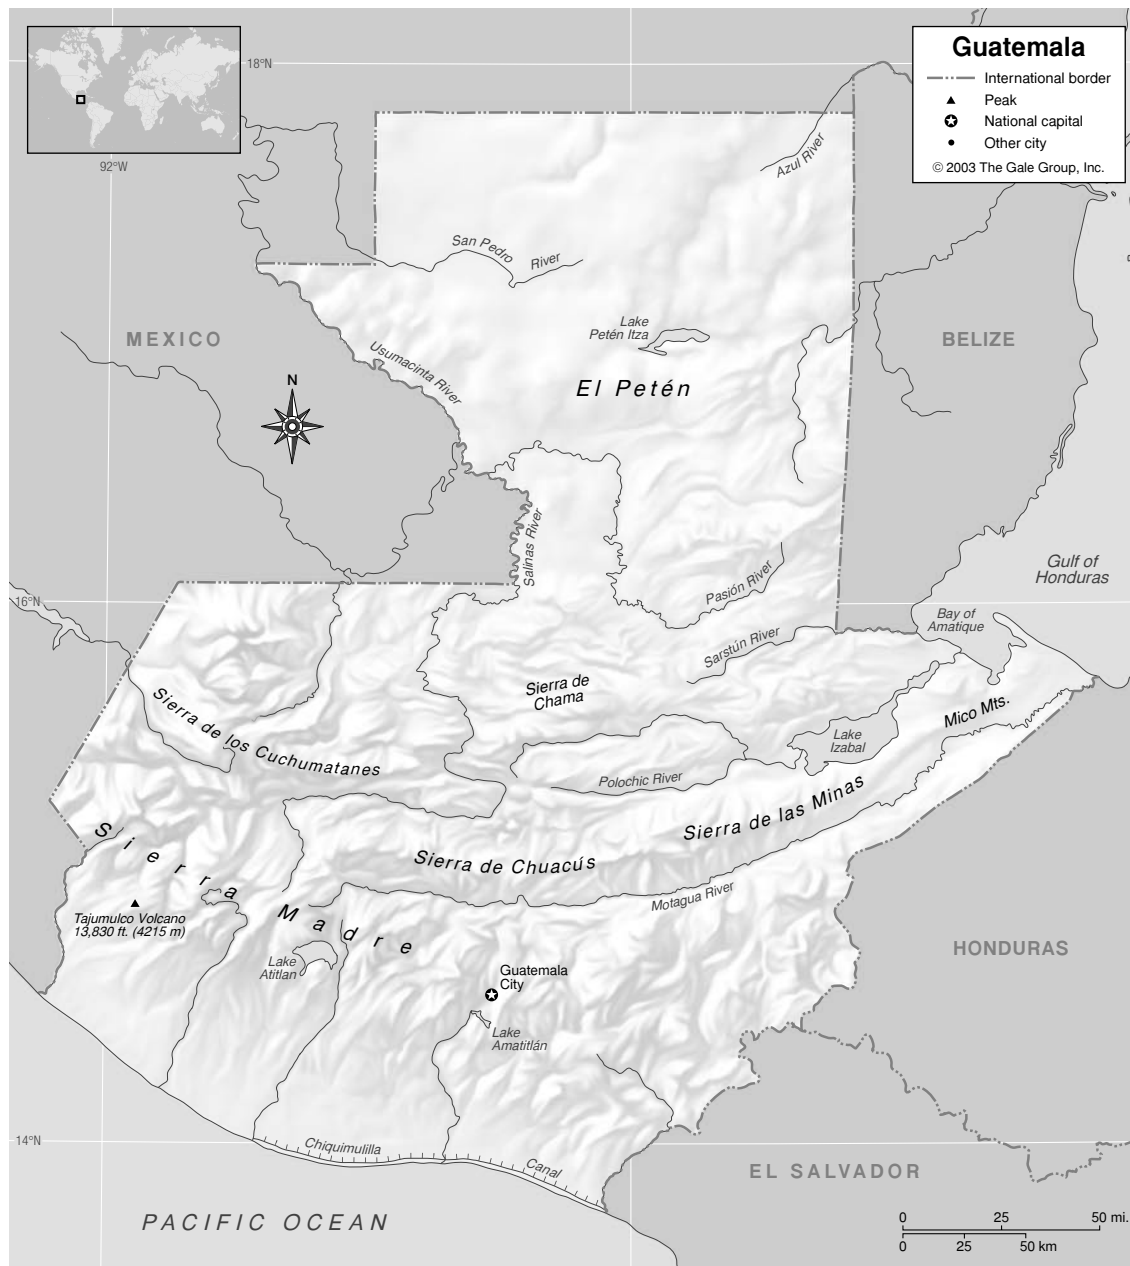 Guatemala
International border
Peak
National capital
Other city
© 2003 The Gale Group, Inc.
18°N
92°W
Azul River
San Pedro
River
MEXICO
Lake
Petén Itza
BELIZE
Usumacinta River
N
El Petén
Salinas River
Gulf of
Honduras
Pasión River
16°N
Bay of
Amatique
Sarstún River
Sierra de
Chama
Sierra de los Cuchumatanes
Mico Mts.
Lake
Izabal
Polochic River
Sierra de las Minas
Sierra
Sierra de Chuacús
Motagua River
Tajumulco Volcano
13,830 ft. (4215 m)
Madre
Lake
Atitlan
HONDURAS
Guatemala
City
Lake
Amatitlán
14°N
Chiquimulilla
Canal
EL SALVADOR
PACIFIC OCEAN
0 25 50 mi.
0 25 50 km